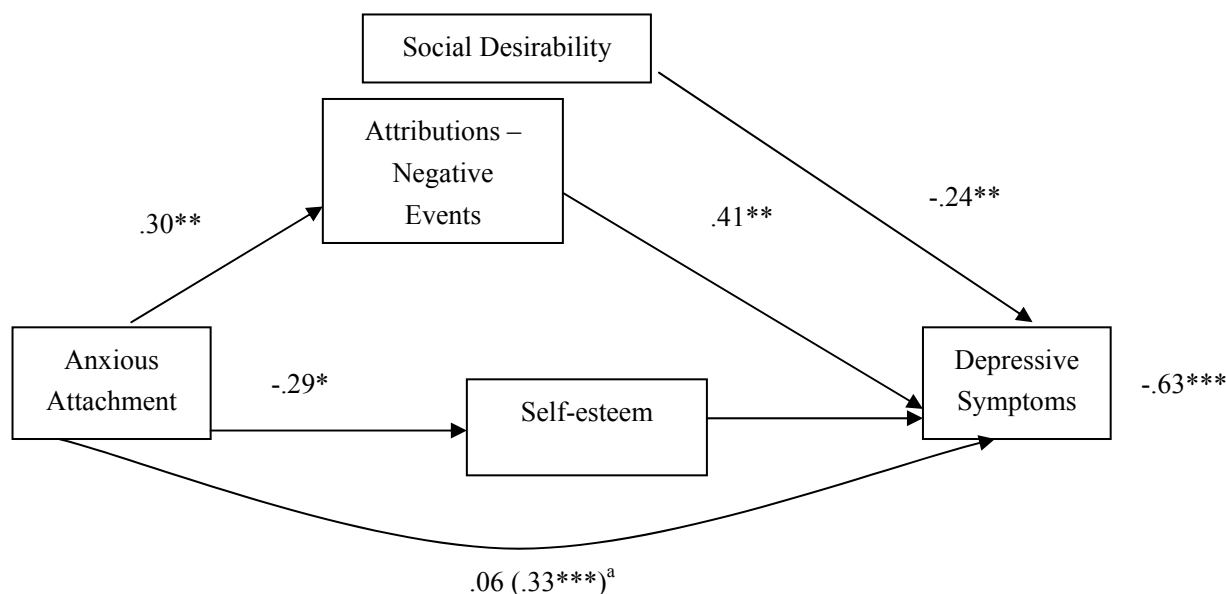 Social Desirability
Attributions –
Negative
Events
.30**
.41**
-.24**
Anxious
Attachment
-.29*
Self-esteem
Depressive
Symptoms
-.63***
.06 (.33***)ᵃ